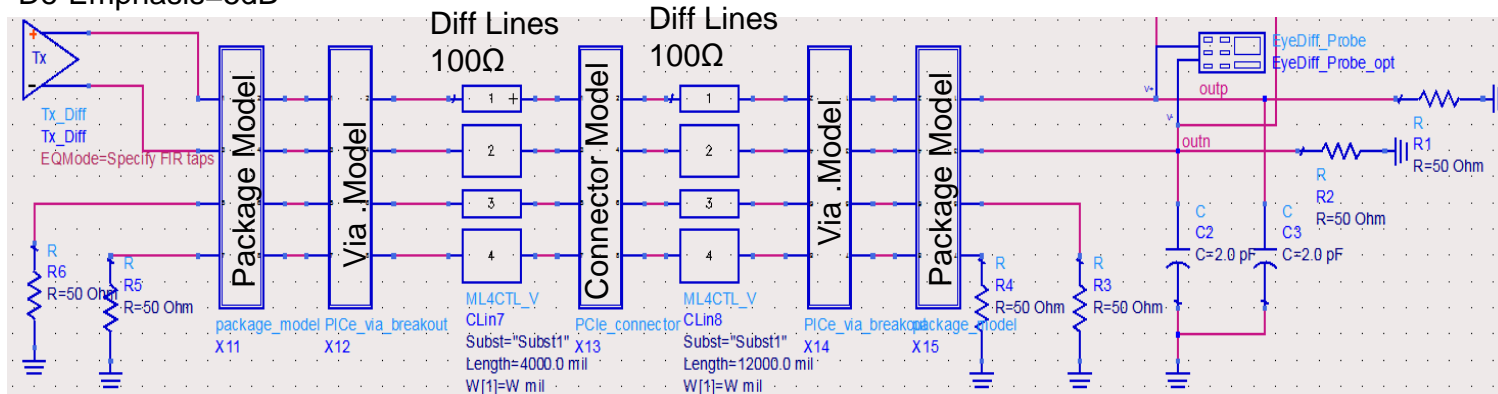 De-Emphasis=3dB
Diff Lines
100Ω
Diff Lines
100Ω
+
Tx
-
Tx_Diff
Tx_Diff
EQMode=Specify FIR taps
R
R6
R=50 Ohm
R
R5
R=50 Ohm
Package Model
package_model
X11
Via .Model
PICe_via_breakout
X12
1
+
2
3
4
ML4CTL_V
CLin7
Subst="Subst1"
Length=4000.0 mil
W[1]=W mil
Connector Model
PCIe_connector
X13
1
2
3
4
ML4CTL_V
CLin8
Subst="Subst1"
Length=12000.0 mil
W[1]=W mil
Via .Model
PICe_via_breakout
X14
Package Model
package_model
X15
R
R4
R=50 Ohm
R
R3
R=50 Ohm
EyeDiff_Probe
EyeDiff_Probe_opt
V+
V-
outp
outn
R
R1
R=50 Ohm
R
R2
R=50 Ohm
C
C2
C=2.0 pF
C
C3
C=2.0 pF